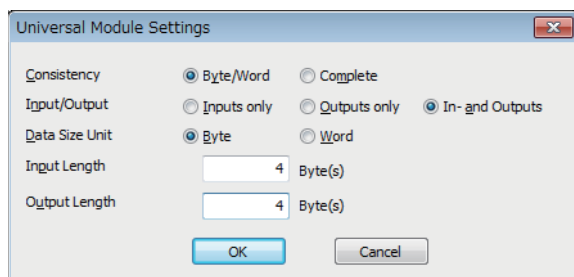 Universal Module Settings
Consistency Byte/Word Complete
Input/Output Inputs only Outputs only In- and Outputs
Data Size Unit Byte Word
Input Length 4 Byte(s)
Output Length 4 Byte(s)
OK Cancel